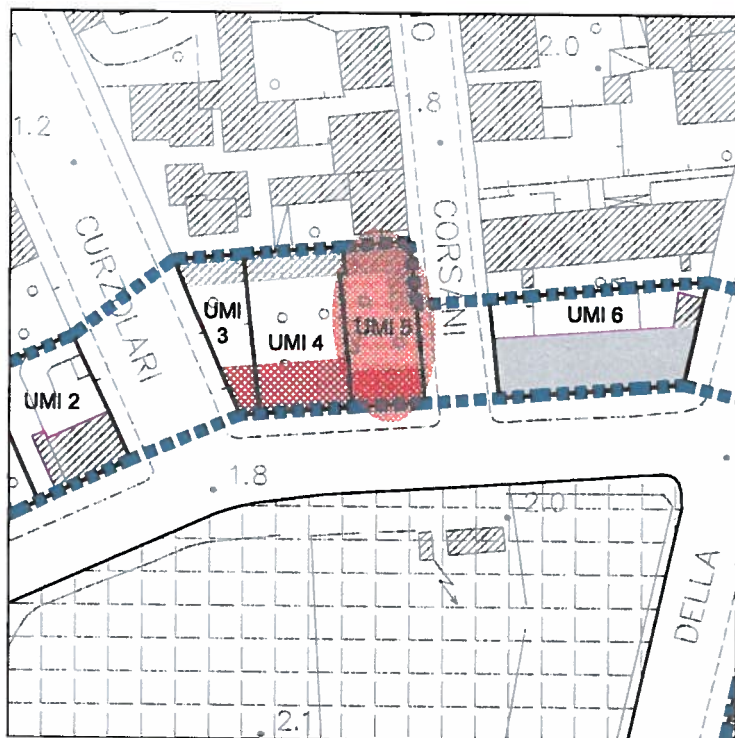 O
2.0
1.2
1.8
CURZOLARI
CORSANI
UMI
3
UMI 4
UMI 5
UMI 6
UMI 2
1.8
2.0
DELLA
2.1